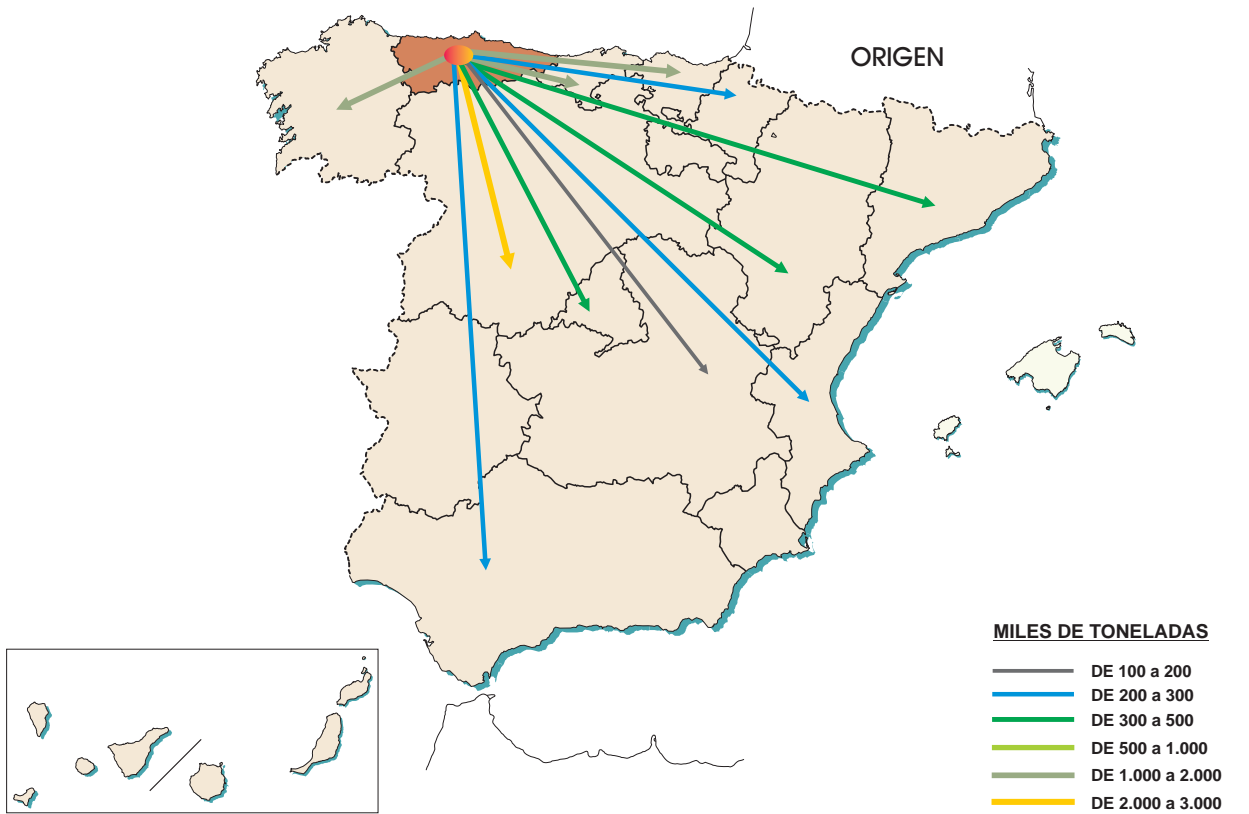 ORIGEN
MILES DE TONELADAS
DE 100 a 200
DE 200 a 300
DE 300 a 500
DE 500 a 1.000
DE 1.000 a 2.000
DE 2.000 a 3.000